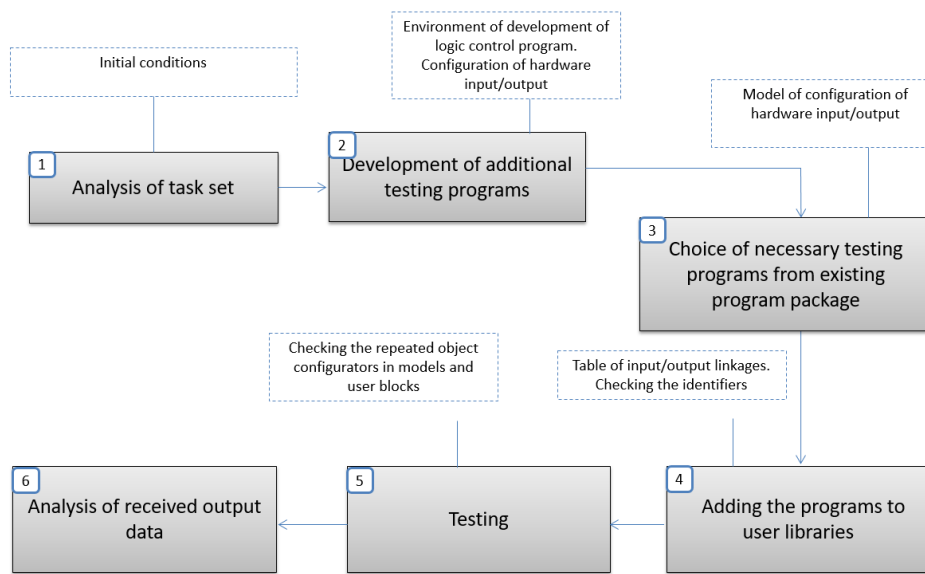 Initial conditions
1
Analysis of task set
Environment of development of
logic control program.
Configuration of hardware
input/output
2
Development of additional
testing programs
Model of configuration of
hardware input/output
3
Choice of necessary testing
programs from existing
program package
Table of input/output linkages.
Checking the identifiers
4
Adding the programs to
user libraries
Checking the repeated object
configurators in models and
user blocks
5
Testing
6
Analysis of received output
data